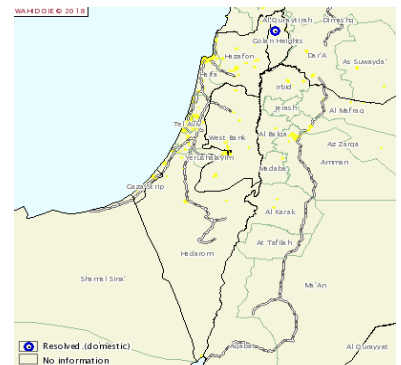 WAHID OIE © 2018
Al Quraytirah
Dimashq
Golan Heights
Hazafon
Dar'A
As Suwayda'
Haifa
Irbid
Jerash
Al Mafraq
Tel Aviv
West Bank
Al Balqa
Az Zarqa
Yerushalayim
Amman
Madaba
Gaza Strip
Al Karak
At Tafilah
Hadarom
Shamal Sina'
Ma'An
Aqaba
Al Qurayyat
Resolved (domestic)
No information